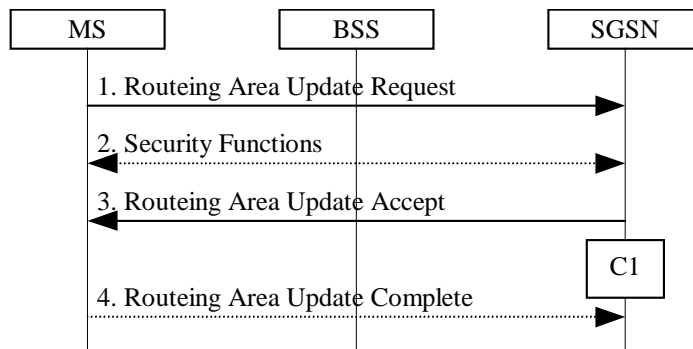 MS BSS SGSN
1. Routeing Area Update Request
2. Security Functions
3. Routeing Area Update Accept
C1
4. Routeing Area Update Complete